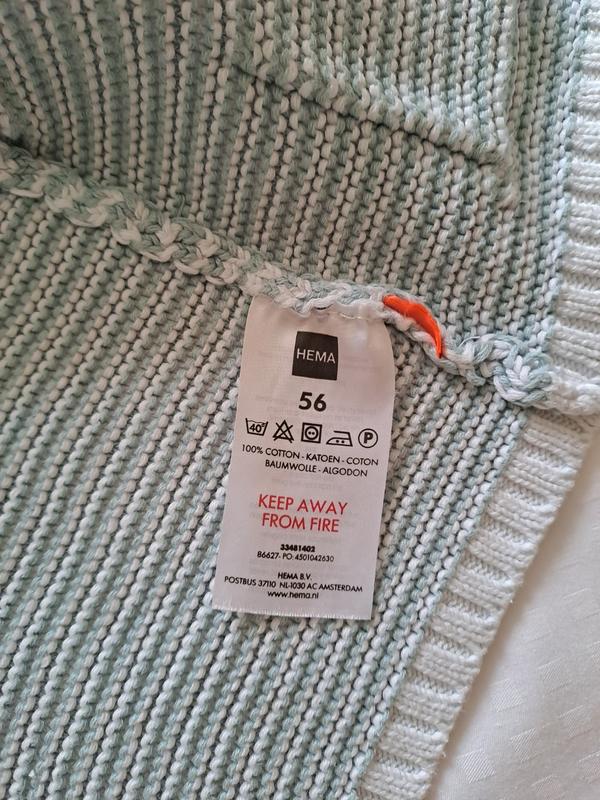 HEMA
56
40°
P
100% COTTON - KATOEN - COTON
BAUMWOLLE - ALGODON
KEEP AWAY
FROM FIRE
33481402
B6627- PO: 4501042630
HEMA B.V.
POSTBUS 37110 NL-1030 AC AMSTERDAM
www.hema.nl